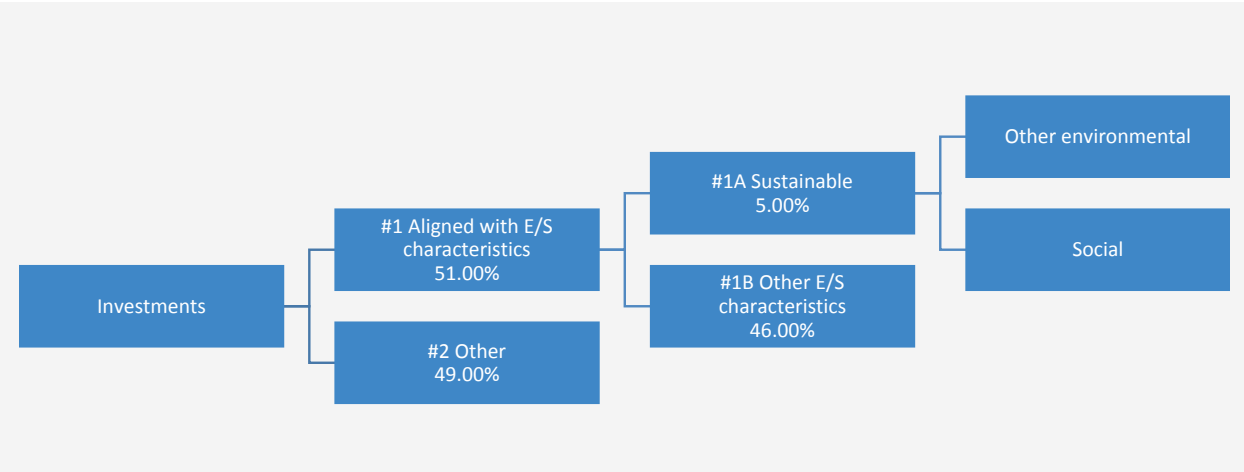 Investments
#1 Aligned with E/S
characteristics
51.00%
#2 Other
49.00%
#1A Sustainable
5.00%
#1B Other E/S
characteristics
46.00%
Other environmental
Social